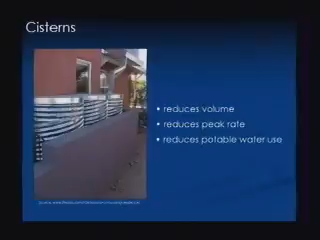 Cisterns
• reduces volume
• reduces peak rate
• reduces potable water use